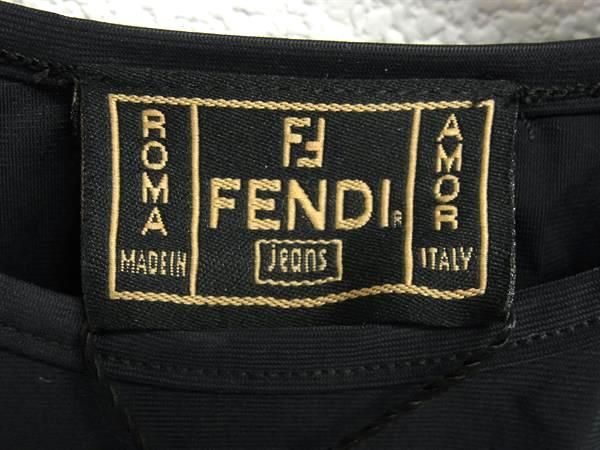 ROMA
MADE IN
FF
FENDI®
jeans
AMOR
ITALY